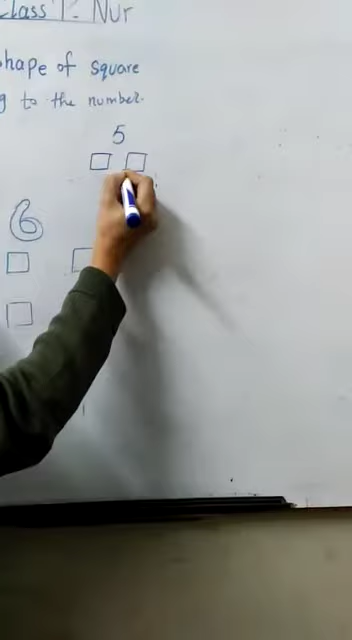 Class 1: Nur
shape of square
g to the number.
5
6